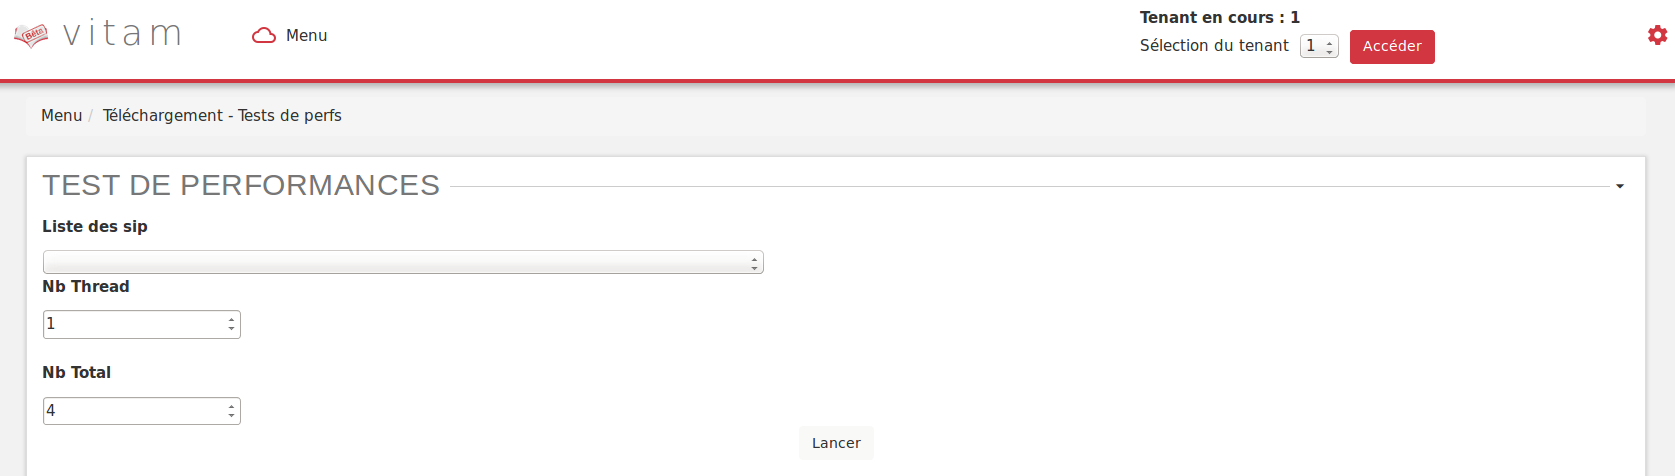 Bêta vitam
Menu
Tenant en cours : 1
Sélection du tenant 1 Accéder
Menu / Téléchargement - Tests de perfs
TEST DE PERFORMANCES
Liste des sip
Nb Thread
1
Nb Total
4
Lancer